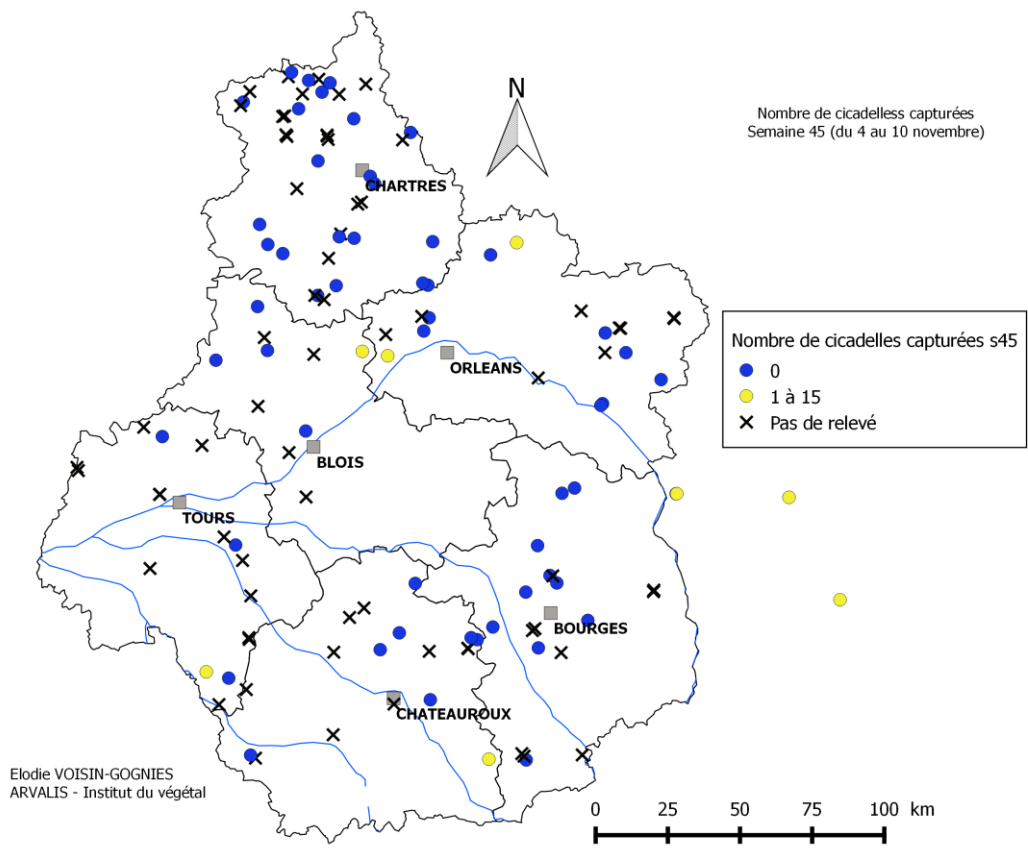 N
Nombre de cicadelless capturées
Semaine 45 (du 4 au 10 novembre)
CHARTRES
Nombre de cicadelles capturées s45
0
1 à 15
Pas de relevé
ORLEANS
BLOIS
TOURS
BOURGES
CHATEAUROUX
Elodie VOISIN-GOGNIES
ARVALIS - Institut du végétal
0 25 50 75 100 km